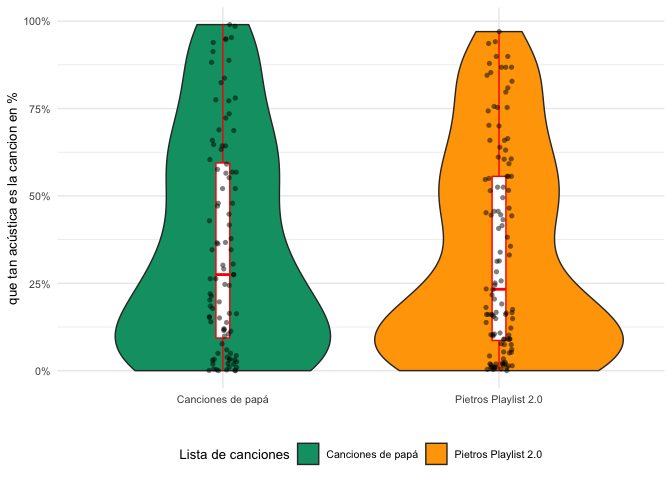 100%
75%
50%
25%
0%
que tan acústica es la cancion en %
Canciones de papá
Pietros Playlist 2.0
Lista de canciones
Canciones de papá
Pietros Playlist 2.0